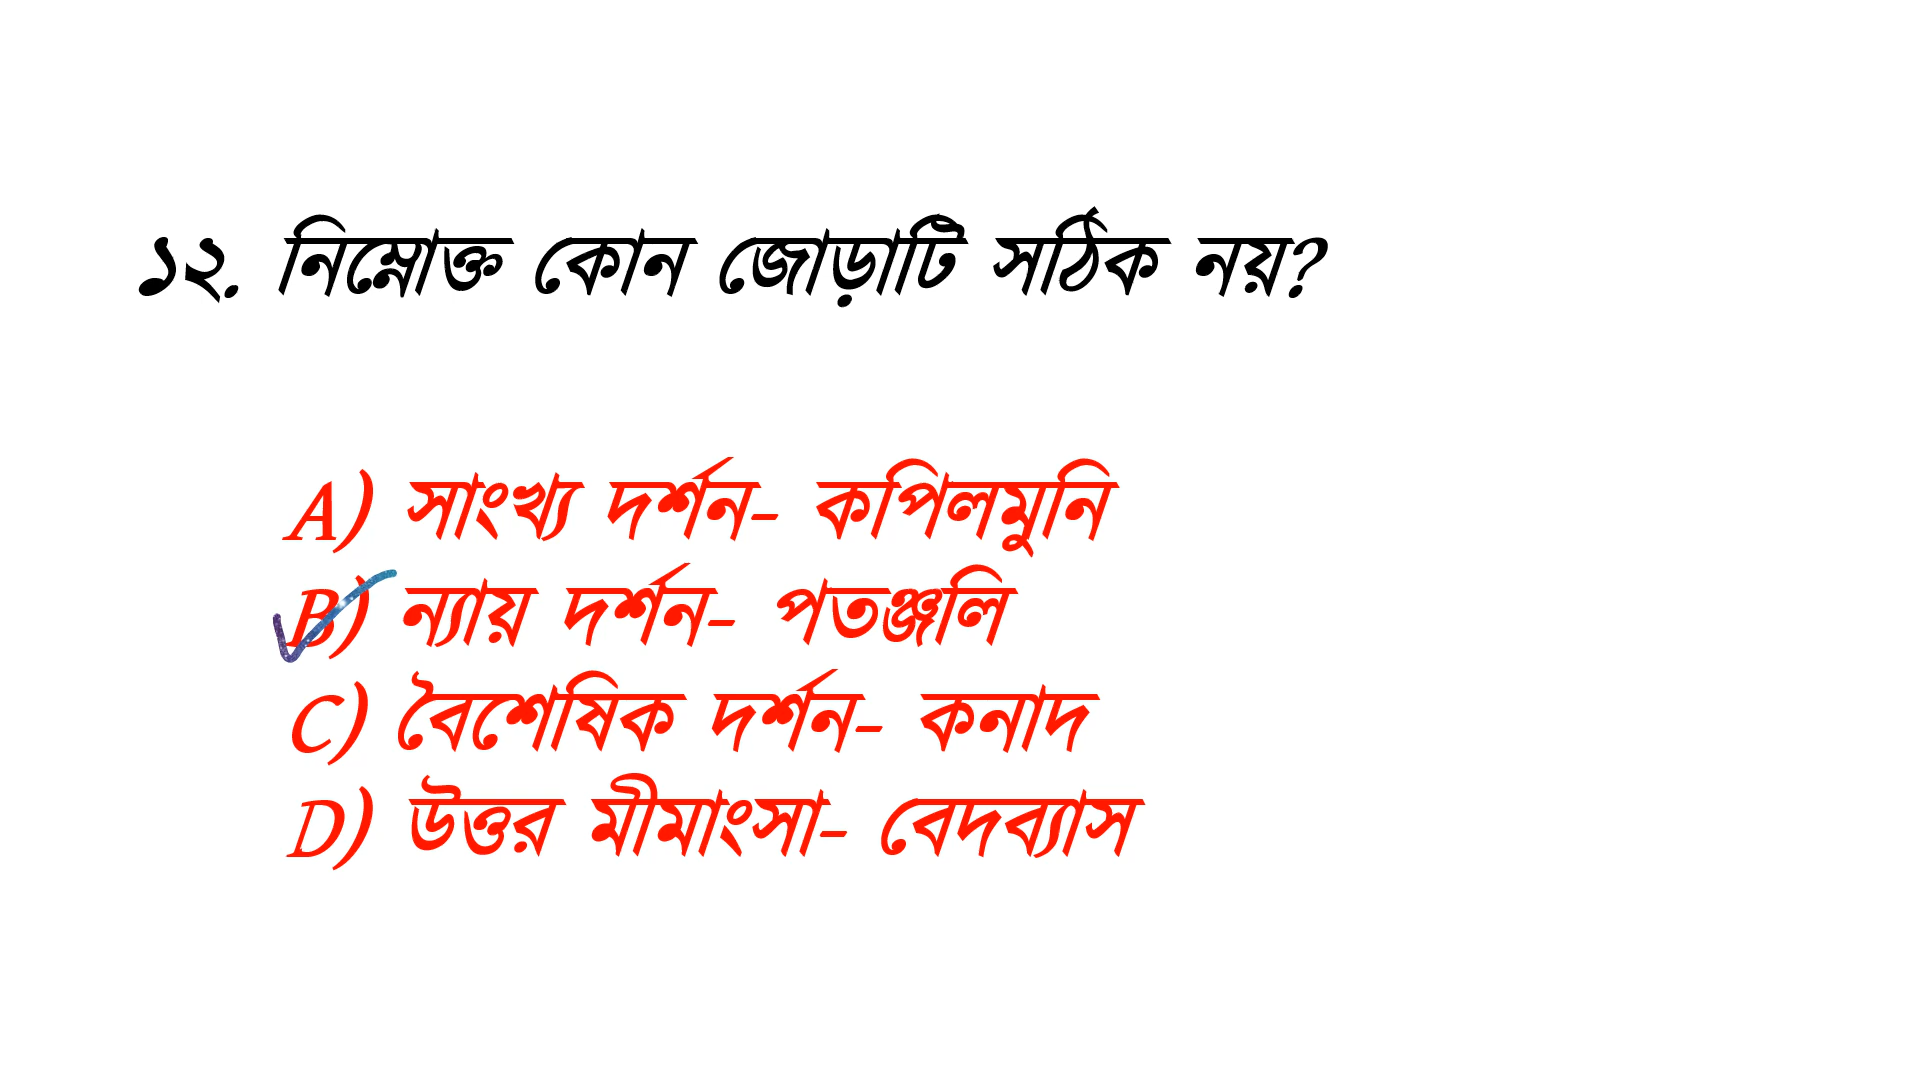 ১২. নিম্নোক্ত কোন জোড়াটি সঠিক নয়?
A) সাংখ্য দর্শন- কপিলমুনি
B) ন্যায় দর্শন- পতঞ্জলি
C) বৈশেষিক দর্শন- কনাদ
D) উত্তর মীমাংসা- বেদব্যাস